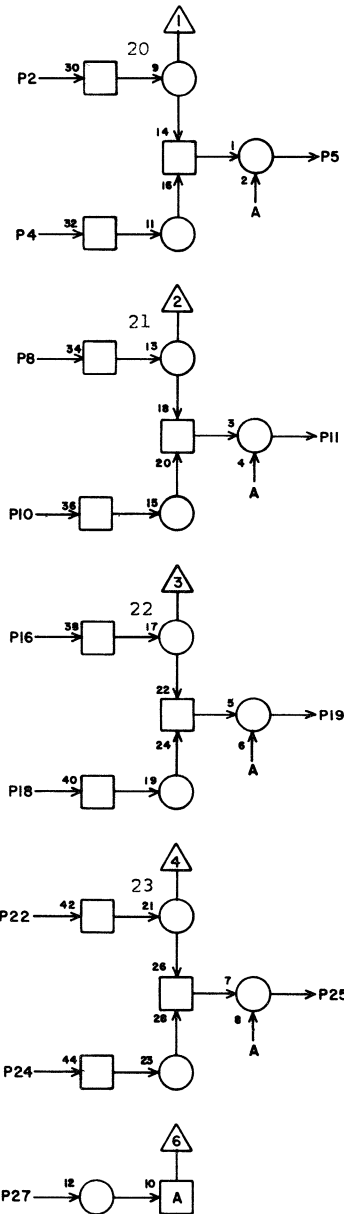 1
20
P2 30 9
14
1 P5
16 2
A
P4 32 11
2
21
P8 34 13
18
3 P11
20 4
A
P10 36 15
3
22
P16 38 17
22
5 P19
24 6
A
P18 40 19
4
23
P22 42 21
26
7 P25
28 8
A
P24 44 23
6
P27 12 10 A